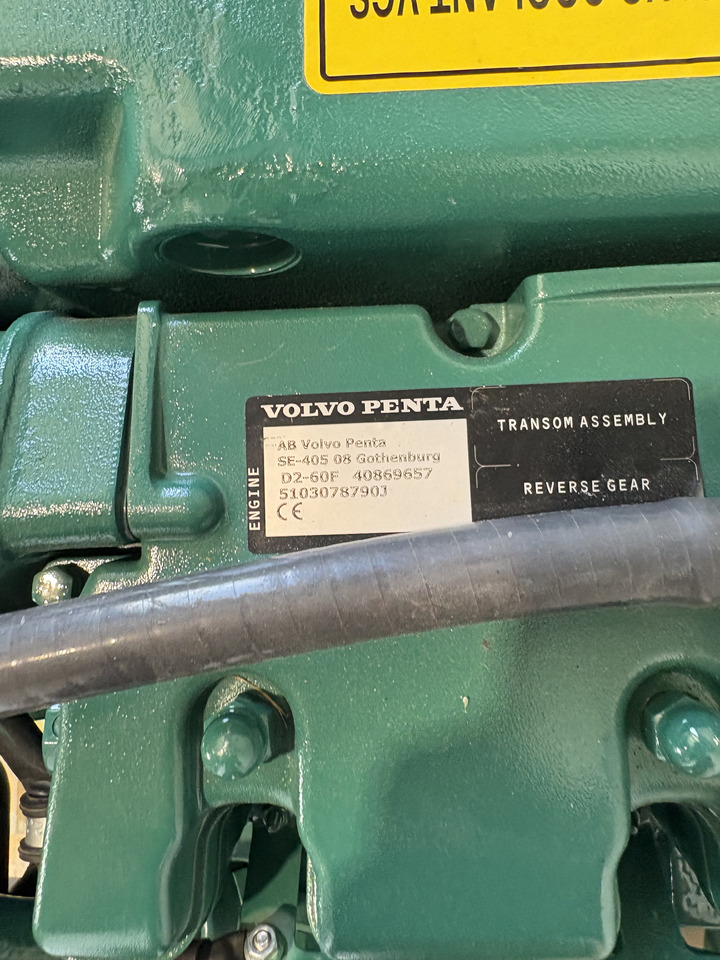 VOLVO PENTA
AB Volvo Penta
SE-405 08 Gothenburg
D2-60F 40869657
5103078790J
CE
ENGINE
TRANSOM ASSEMBLY
REVERSE GEAR